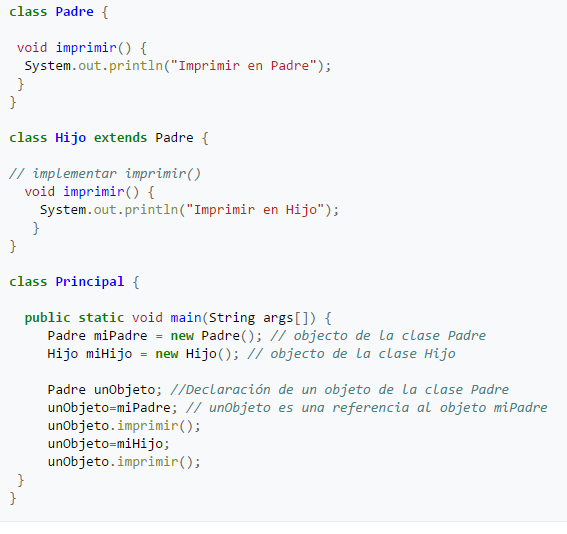 class Padre {
void imprimir() {
System.out.println("Imprimir en Padre");
}
}
class Hijo extends Padre {
// implementar imprimir()
void imprimir() {
System.out.println("Imprimir en Hijo");
}
}
class Principal {
public static void main(String args[]) {
Padre miPadre = new Padre(); // objecto de la clase Padre
Hijo miHijo = new Hijo(); // objecto de la clase Hijo
Padre unObjeto; //Declaración de un objeto de la clase Padre
unObjeto=miPadre; // unObjeto es una referencia al objeto miPadre
unObjeto.imprimir();
unObjeto=miHijo;
unObjeto.imprimir();
}
}